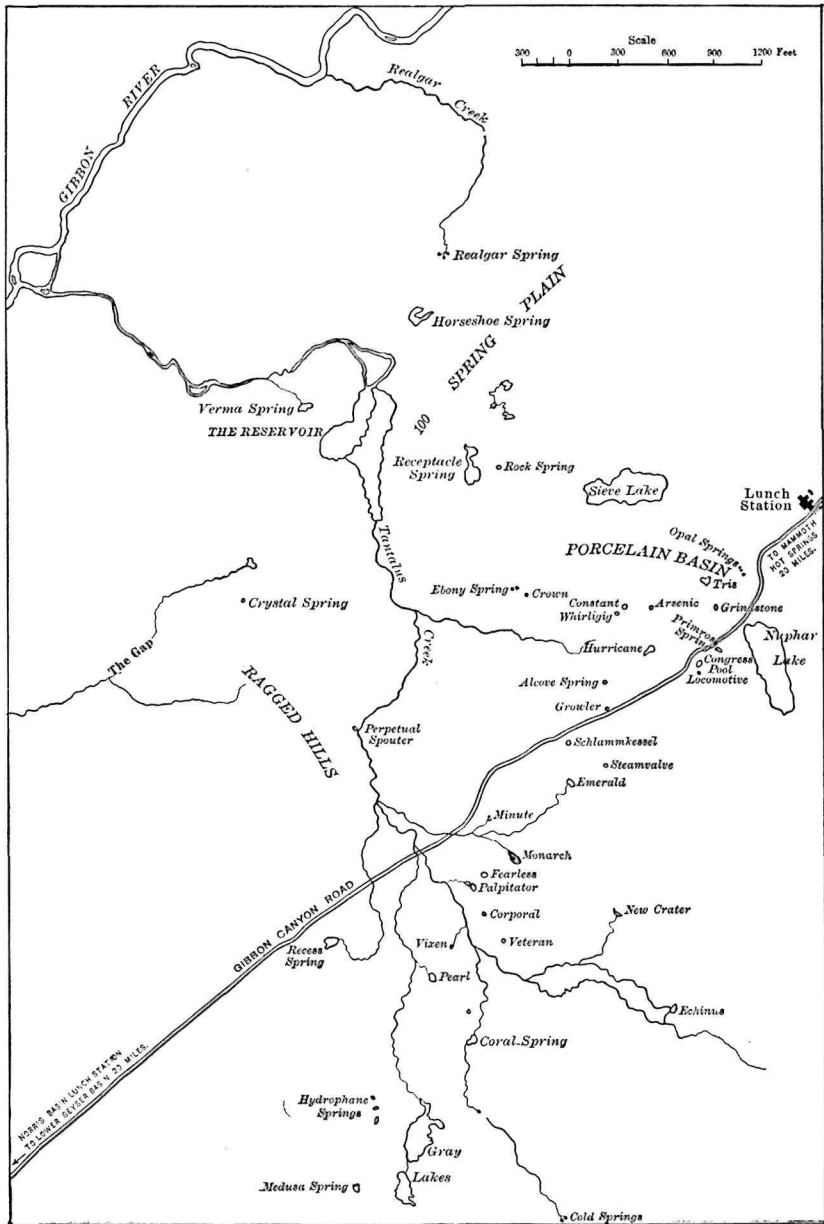 Scale
300 0 300 600 900 1200 Feet
Realgar
Creek
GIBBON RIVER
Realgar Spring
Horseshoe Spring
100 SPRING PLAIN
Verma Spring
THE RESERVOIR
Receptacle
Spring
Rock Spring
Sieve Lake
Lunch
Station
TO MAMMOTH
HOT SPRINGS
20 MILES.
Opal Springs
PORCELAIN BASIN
Tris
Tantalus
Creek
Ebony Spring
Crown
Constant
Whirligig
Arsenic
Grindstone
Crystal Spring
Primrose
Spring
Nuphar
Lake
The Gap
Hurricane
Congress
Pool
Locomotive
Alcove Spring
RAGGED HILLS
Growler
Perpetual
Spouter
Schlammkessel
Steamvalve
Emerald
Minute
Monarch
Fearless
Palpitator
GIBBON CANYON ROAD
Corporal
New Crater
Vixen
Veteran
Recess
Spring
Pearl
Echinus
Coral Spring
NORRIS BASIN LUNCH STATION
TO LOWER GEYSER BASIN 20 MILES.
Hydrophane
Springs
Gray
Lakes
Medusa Spring
Cold Springs